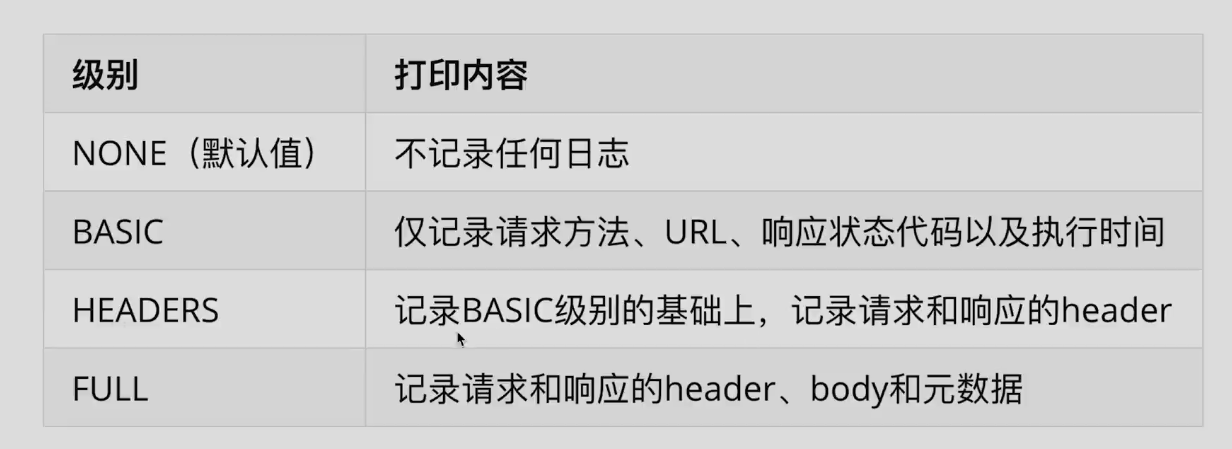 级别 打印内容
NONE（默认值） 不记录任何日志
BASIC 仅记录请求方法、URL、响应状态代码以及执行时间
HEADERS 记录BASIC级别的基础上，记录请求和响应的header
FULL 记录请求和响应的header、body和元数据